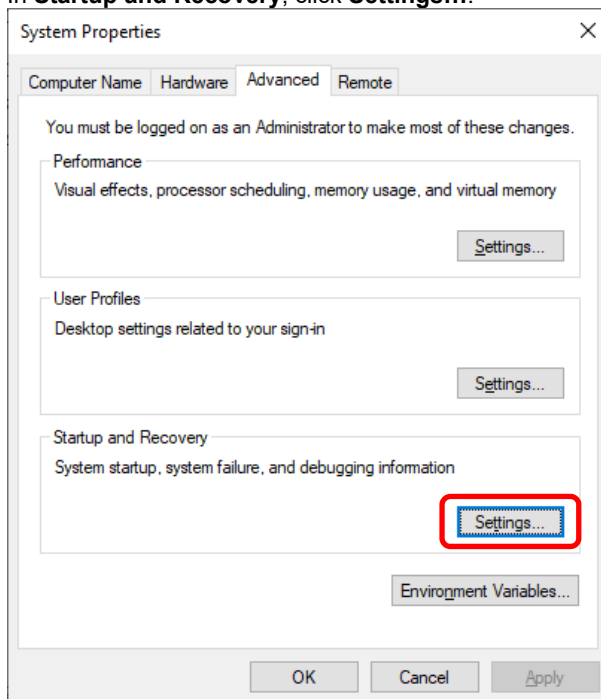 In Startup and Recovery, click Settings....
System Properties
Computer Name Hardware Advanced Remote
You must be logged on as an Administrator to make most of these changes.
Performance
Visual effects, processor scheduling, memory usage, and virtual memory
Settings...
User Profiles
Desktop settings related to your sign-in
Settings...
Startup and Recovery
System startup, system failure, and debugging information
Settings...
Environment Variables...
OK Cancel Apply